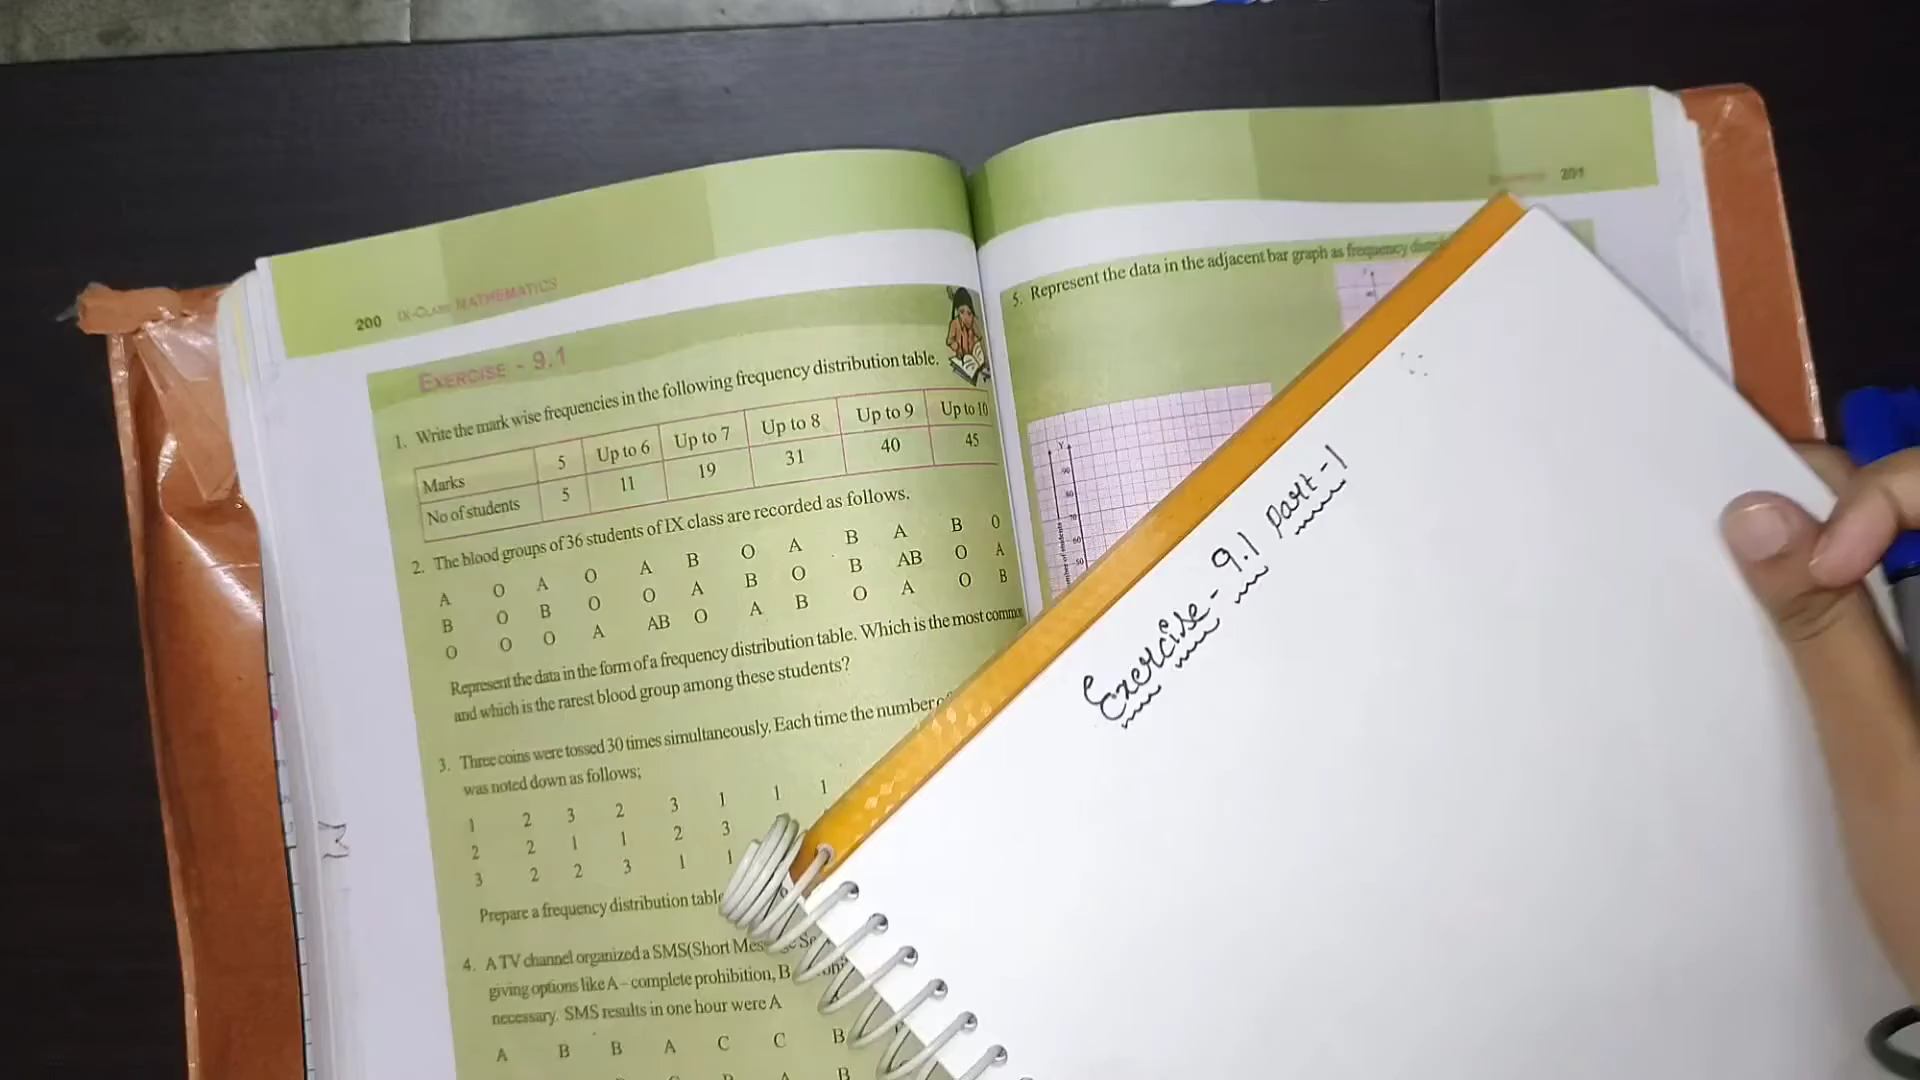 200 IX-CLASS MATHEMATICS
EXERCISE - 9.1
1. Write the mark wise frequencies in the following frequency distribution table.
Marks 5 Up to 6 Up to 7 Up to 8 Up to 9 Up to 10
No of students 5 11 19 31 40 45
2. The blood groups of 36 students of IX class are recorded as follows.
A O A O A B O A B A B O
B O B O O A B O B AB O A
O O O A AB O A B O A O B
Represent the data in the form of a frequency distribution table. Which is the most common
and which is the rarest blood group among these students?
3. Three coins were tossed 30 times simultaneously. Each time the number
was noted down as follows;
1 2 3 2 3 1 1 1
2 2 1 1 2 3
3 2 2 3 1 1
Prepare a frequency distribution table
4. A TV channel organized a SMS(Short Mes
giving options like A – complete prohibition, B
necessary. SMS results in one hour were A
A B B A C C B
B
201
5. Represent the data in the adjacent bar graph as frequency
Y
90
80
70
60
50
Exercise - 9.1 part - 1